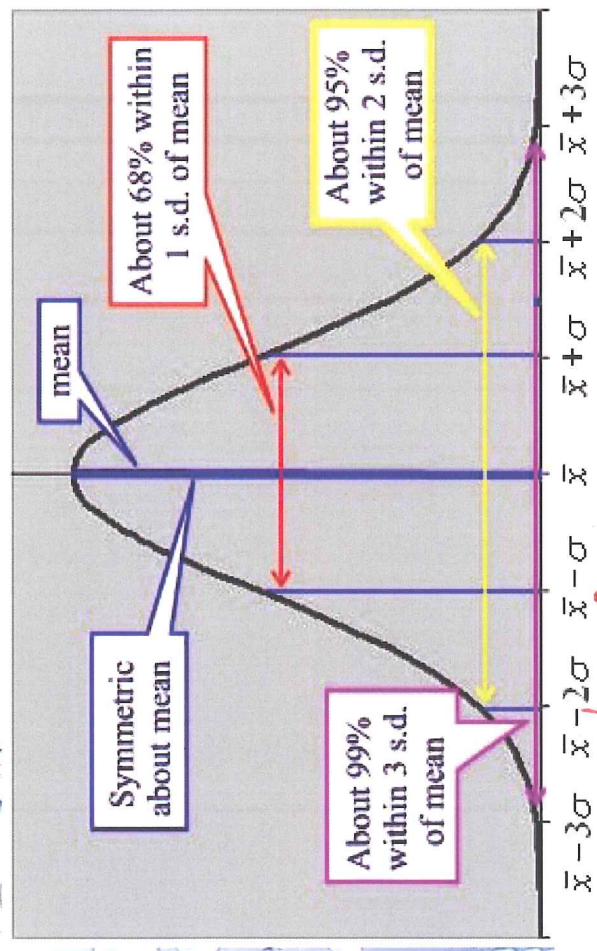 mean
Symmetric
about mean
About 68% within
1 s.d. of mean
About 95%
within 2 s.d.
of mean
About 99%
within 3 s.d.
of mean
x̄ − 3σ x̄ − 2σ x̄ − σ x̄ x̄ + σ x̄ + 2σ x̄ + 3σ